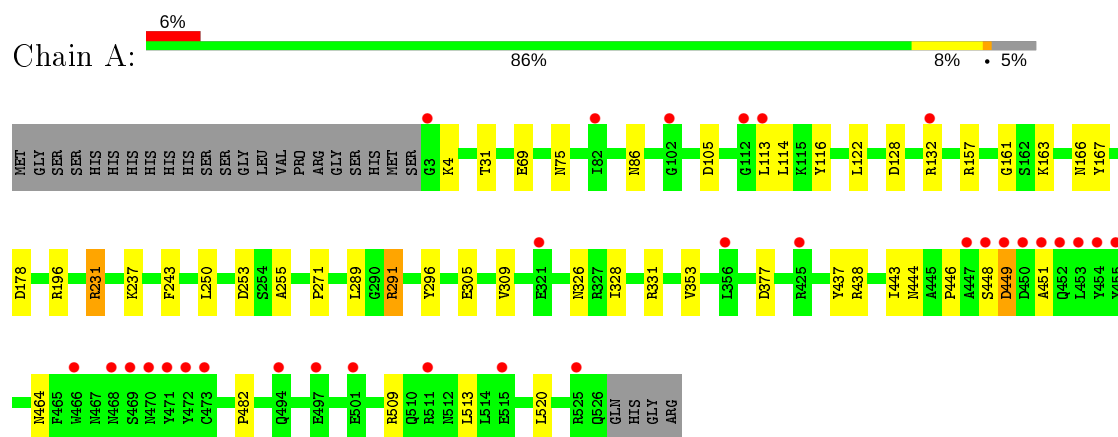 6%
Chain A:
86% 8% • 5%
MET GLY SER SER HIS HIS HIS HIS HIS HIS SER SER GLY LEU VAL PRO ARG GLY SER HIS MET SER G3 K4 T31 E69 N75 I82 N86 G102 D105 G112 L113 L114 K115 Y116 L122 D128 R132 R157 G161 S162 K163 N166 Y167
D178 R196 R231 K237 F243 L250 D253 S254 A255 P271 L289 G290 R291 Y296 E305 V309 E321 N326 R327 I328 R331 V353 L356 D377 R425 Y437 R438 I443 N444 A445 P446 A447 S448 D449 D450 A451 Q452 L453 Y454 Y455
N464 F465 W466 N467 N468 S469 N470 Y471 Y472 C473 P482 Q494 E497 E501 R509 Q510 R511 N512 L513 L514 E515 L520 R525 Q526 GLN HIS GLY ARG